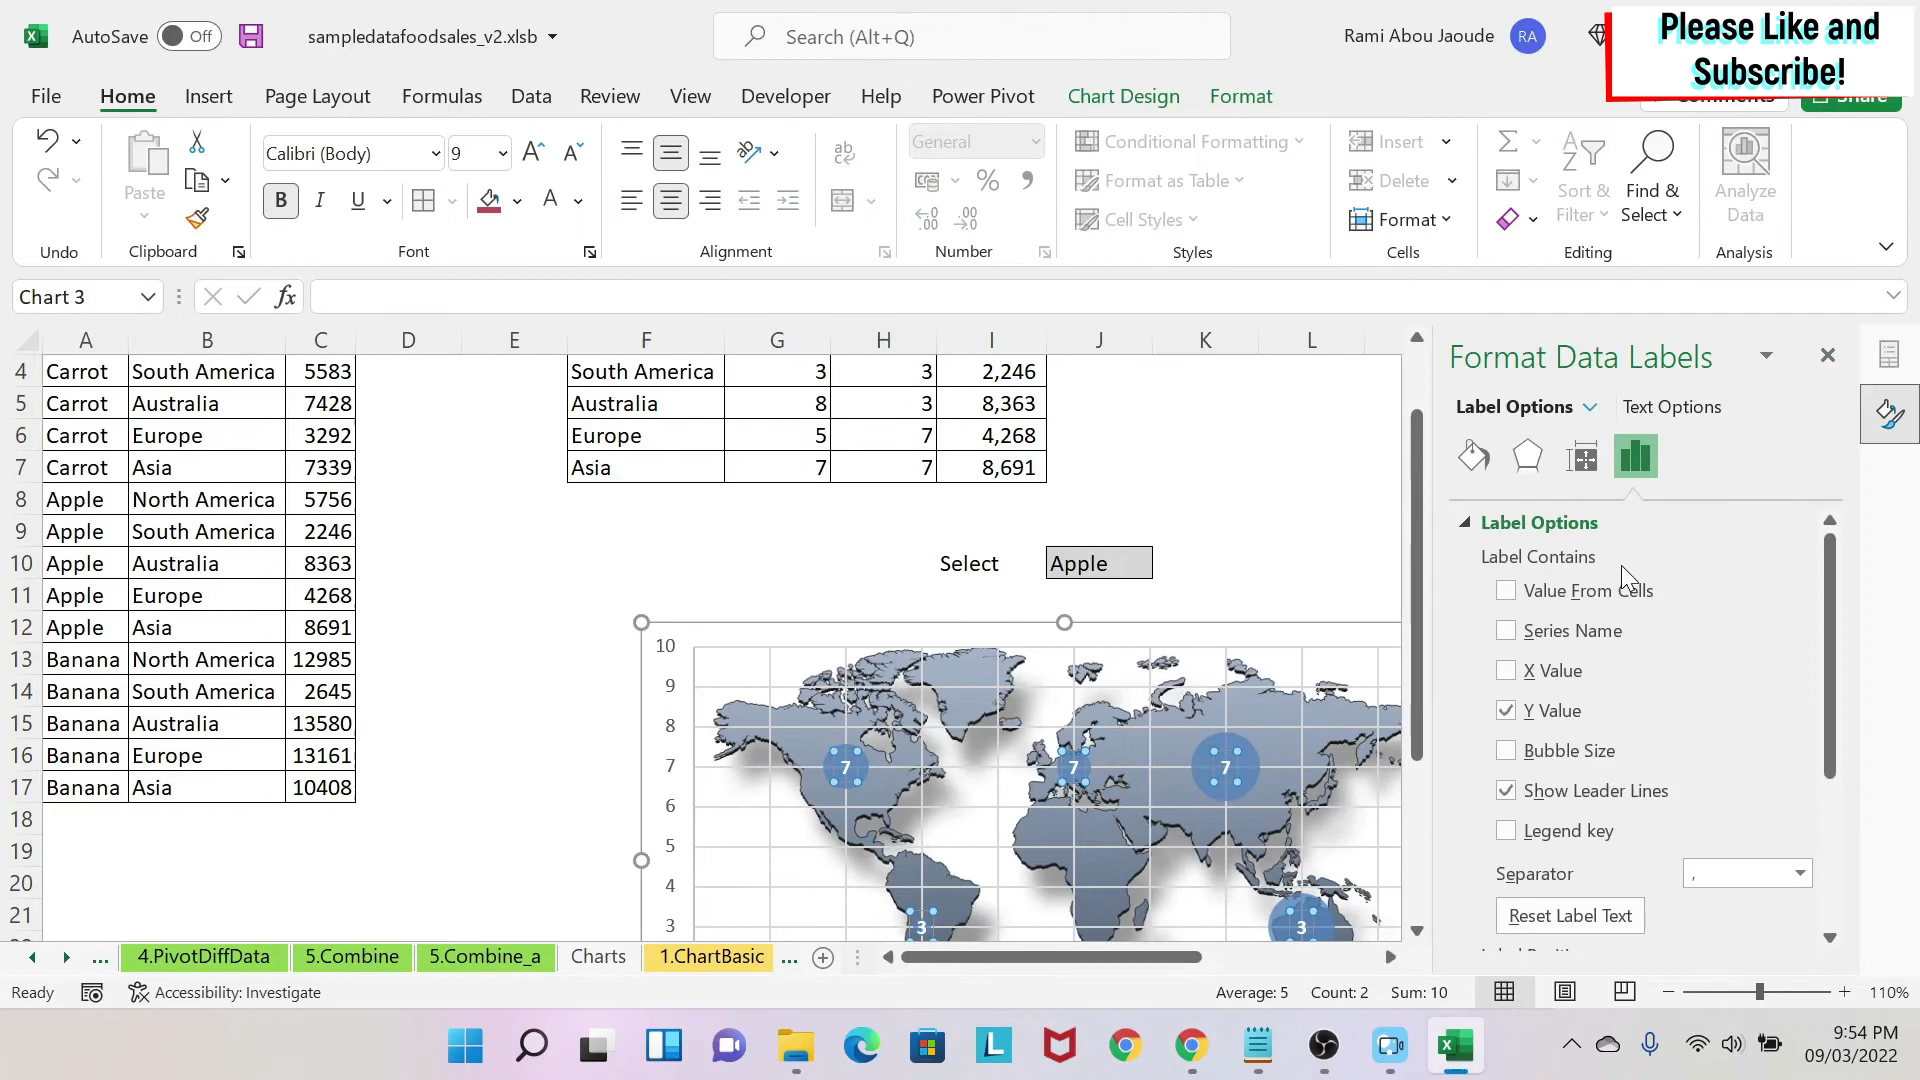 AutoSave Off sampledatafoodsales_v2.xlsb Search (Alt+Q) Rami Abou Jaoude RA
Please Like and
Subscribe!
File Home Insert Page Layout Formulas Data Review View Developer Help Power Pivot Chart Design Format Comments Share
Paste Calibri (Body) 9 General Conditional Formatting Insert
B I U Format as Table Delete Sort & Filter Find & Select Analyze Data
Cell Styles Format
Undo Clipboard Font Alignment Number Styles Cells Editing Analysis
Chart 3 fx
A B C D E F G H I J K L
4 Carrot South America 5583 South America 3 3 2,246
5 Carrot Australia 7428 Australia 8 3 8,363
6 Carrot Europe 3292 Europe 5 7 4,268
7 Carrot Asia 7339 Asia 7 7 8,691
8 Apple North America 5756
9 Apple South America 2246
10 Apple Australia 8363 Select Apple
11 Apple Europe 4268
12 Apple Asia 8691
13 Banana North America 12985
14 Banana South America 2645
15 Banana Australia 13580
16 Banana Europe 13161
17 Banana Asia 10408
18
19
20
21
10
9
8
7 7 7 7
6
5
4
3 3 3
Format Data Labels
Label Options Text Options
Label Options
Label Contains
Value From Cells
Series Name
X Value
Y Value
Bubble Size
Show Leader Lines
Legend key
Separator ,
Reset Label Text
... 4.PivotDiffData 5.Combine 5.Combine_a Charts 1.ChartBasic ...
Ready Accessibility: Investigate Average: 5 Count: 2 Sum: 10 110%
9:54 PM
09/03/2022